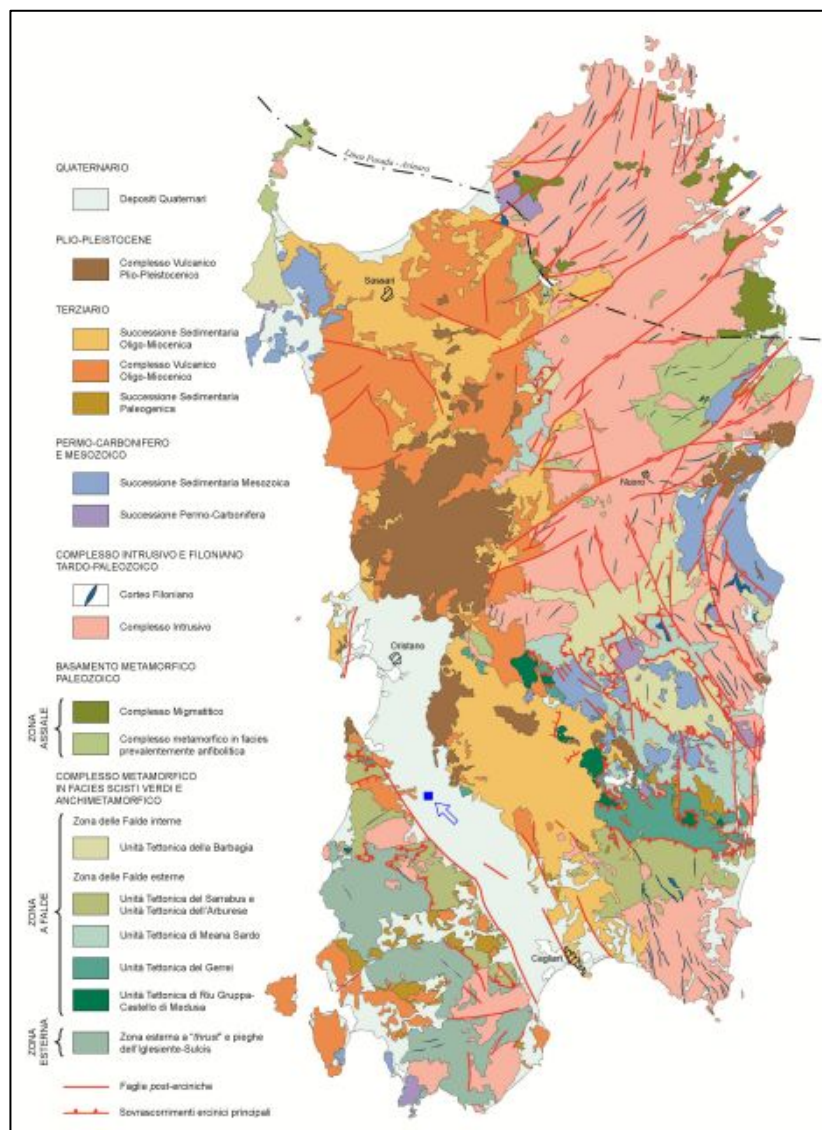 Linea Posada - Asinara
QUATERNARIO
Depositi Quaternari
PLIO-PLEISTOCENE
Complesso Vulcanico
Plio-Pleistocenico
Sassari
TERZIARIO
Successione Sedimentaria
Oligo-Miocenica
Complesso Vulcanico
Oligo-Miocenico
Successione Sedimentaria
Paleogenica
PERMO-CARBONIFERO
E MESOZOICO
Successione Sedimentaria Mesozoica
Successione Permo-Carbonifera
Nuoro
COMPLESSO INTRUSIVO E FILONIANO
TARDO-PALEOZOICO
Corteo Filoniano
Complesso Intrusivo
Oristano
BASAMENTO METAMORFICO
PALEOZOICO
ZONA
ASSIALE
Complesso Migmatitico
Complesso metamorfico in facies
prevalentemente anfibolitica
COMPLESSO METAMORFICO
IN FACIES SCISTI VERDI E
ANCHIMETAMORFICO
ZONA
A FALDE
Zona delle Falde interne
Unità Tettonica della Barbagia
Zona delle Falde esterne
Unità Tettonica del Sarrabus e
Unità Tettonica dell'Arburese
Unità Tettonica di Meana Sardo
Unità Tettonica del Gerrei
Unità Tettonica di Riu Gruppa-
Castello di Medusa
Cagliari
ZONA
ESTERNA
Zona esterna a "thrust" e pieghe
dell'Iglesiente-Sulcis
Faglie post-erciniche
Sovrascorrimenti ercinici principali